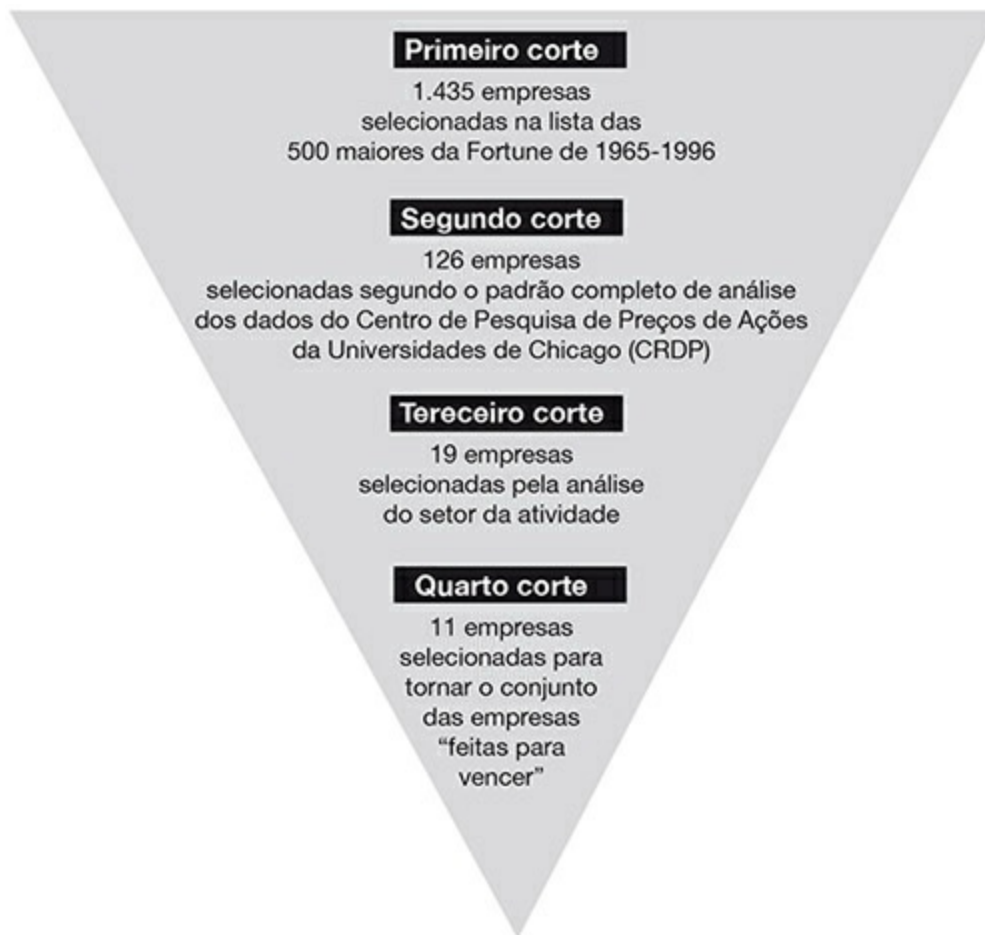 Primeiro corte
1.435 empresas
selecionadas na lista das
500 maiores da Fortune de 1965-1996
Segundo corte
126 empresas
selecionadas segundo o padrão completo de análise
dos dados do Centro de Pesquisa de Preços de Ações
da Universidades de Chicago (CRDP)
Tereceiro corte
19 empresas
selecionadas pela análise
do setor da atividade
Quarto corte
11 empresas
selecionadas para
tornar o conjunto
das empresas
“feitas para
vencer”